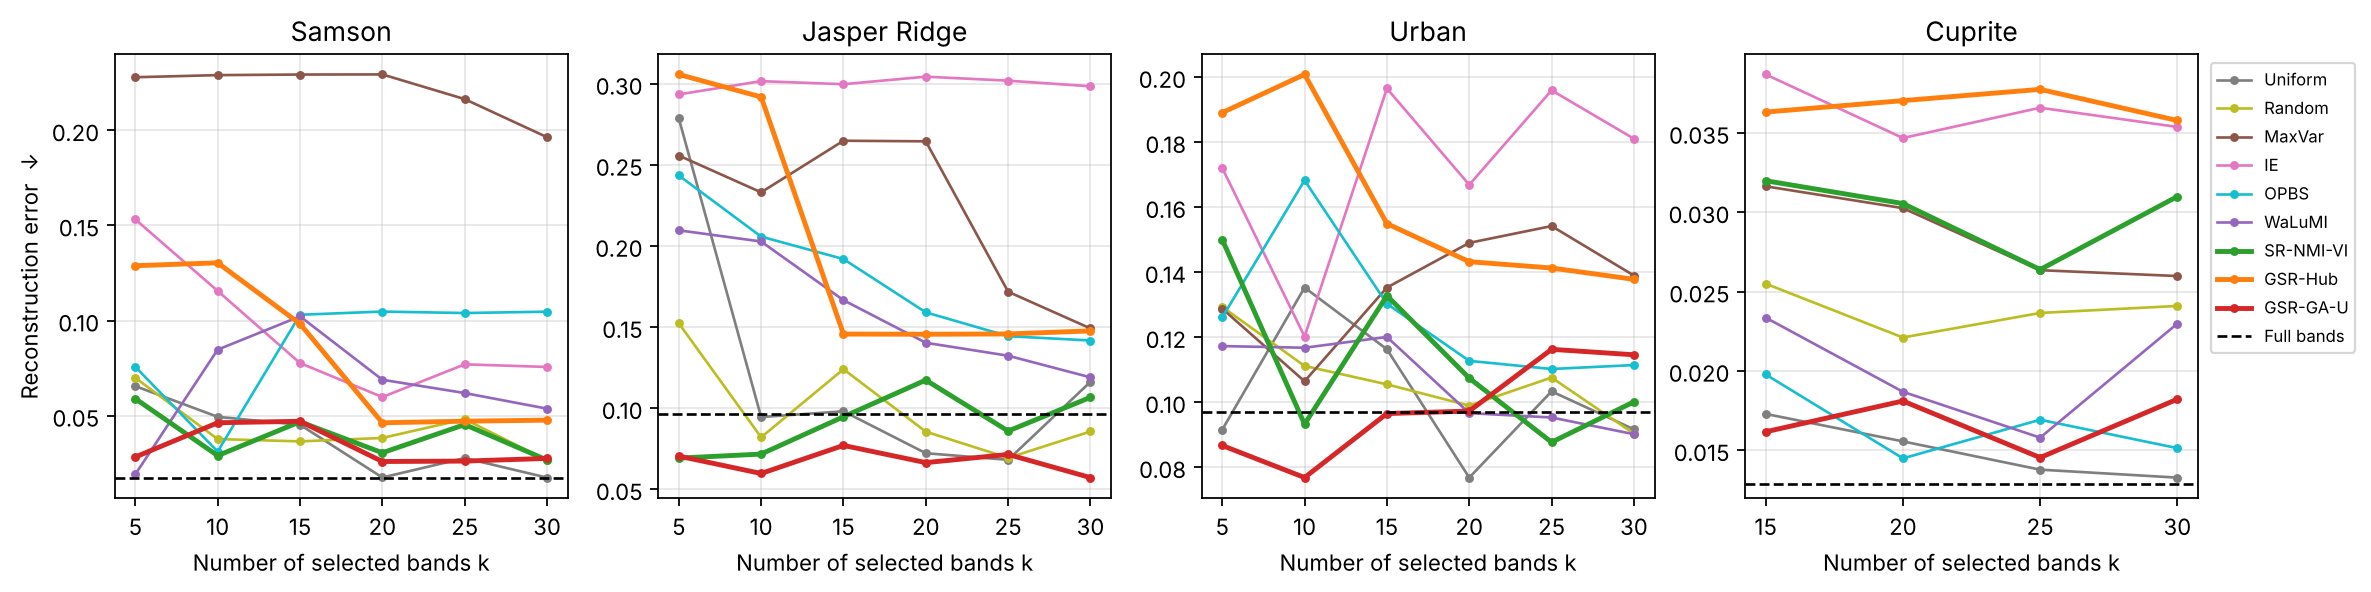 Samson
Jasper Ridge
Urban
Cuprite
Reconstruction error ↓
0.20
0.15
0.10
0.05
5 10 15 20 25 30
Number of selected bands k
0.30
0.25
0.20
0.15
0.10
0.05
5 10 15 20 25 30
Number of selected bands k
0.20
0.18
0.16
0.14
0.12
0.10
0.08
5 10 15 20 25 30
Number of selected bands k
0.035
0.030
0.025
0.020
0.015
15 20 25 30
Number of selected bands k
Uniform
Random
MaxVar
IE
OPBS
WaLuMI
SR-NMI-VI
GSR-Hub
GSR-GA-U
Full bands